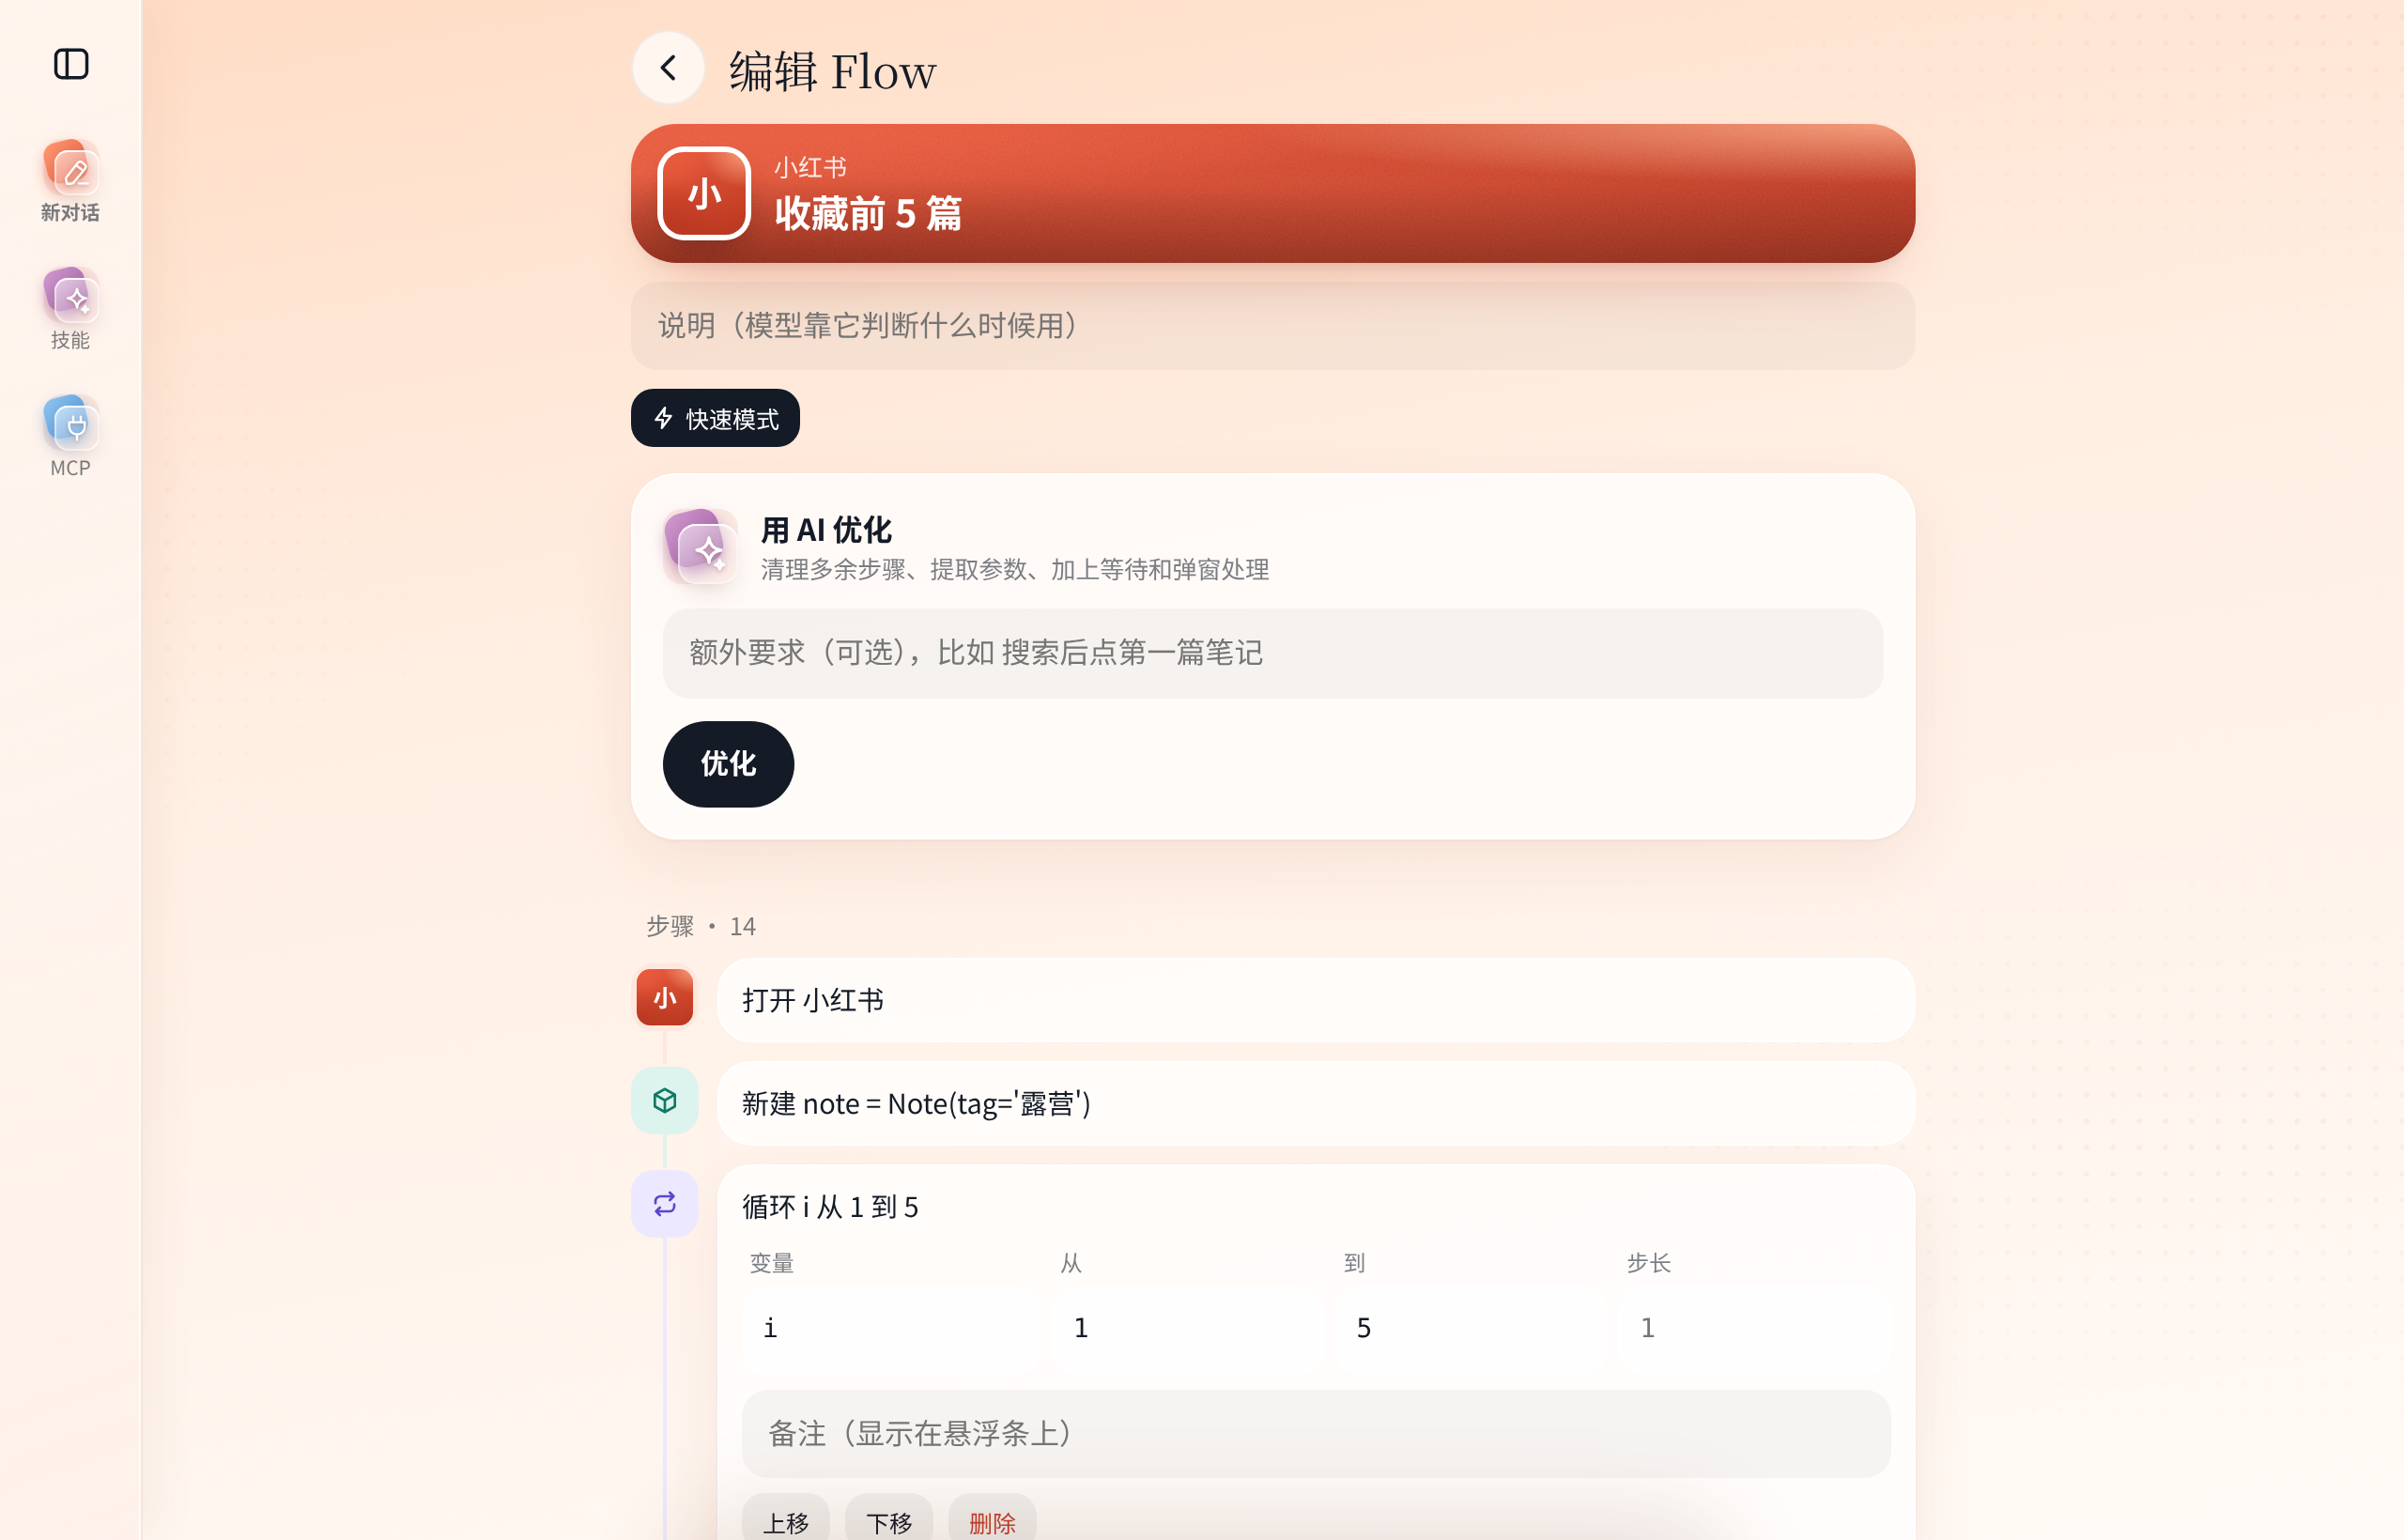 编辑 Flow
新对话
技能
MCP
小
小红书
收藏前 5 篇
说明（模型靠它判断什么时候用）
快速模式
用 AI 优化
清理多余步骤、提取参数、加上等待和弹窗处理
额外要求（可选），比如 搜索后点第一篇笔记
优化
步骤 · 14
小
打开 小红书
新建 note = Note(tag='露营')
循环 i 从 1 到 5
变量 从 到 步长
i 1 5 1
备注（显示在悬浮条上）
上移 下移 删除